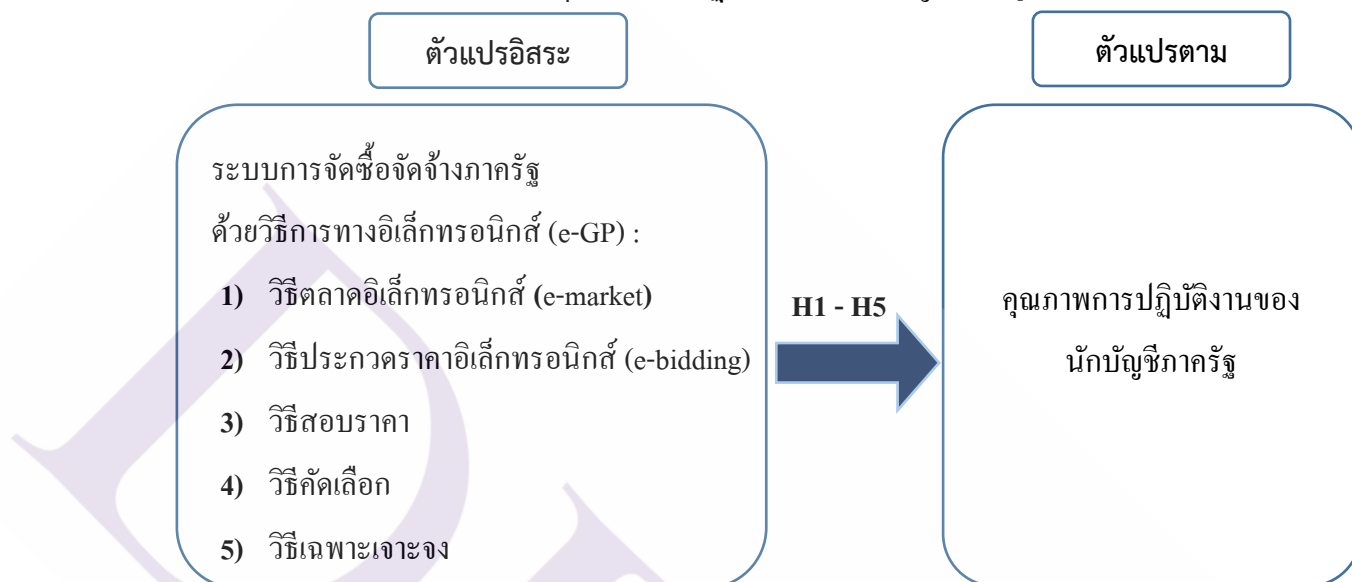 ตัวแปรอิสระ
ตัวแปรตาม
ระบบการจัดซื้อจัดจ้างภาครัฐ
ด้วยวิธีการทางอิเล็กทรอนิกส์ (e-GP) :
1) วิธีตลาดอิเล็กทรอนิกส์ (e-market)
2) วิธีประกวดราคาอิเล็กทรอนิกส์ (e-bidding)
3) วิธีสอบราคา
4) วิธีคัดเลือก
5) วิธีเฉพาะเจาะจง
H1 - H5
คุณภาพการปฏิบัติงานของ
นักบัญชีภาครัฐ